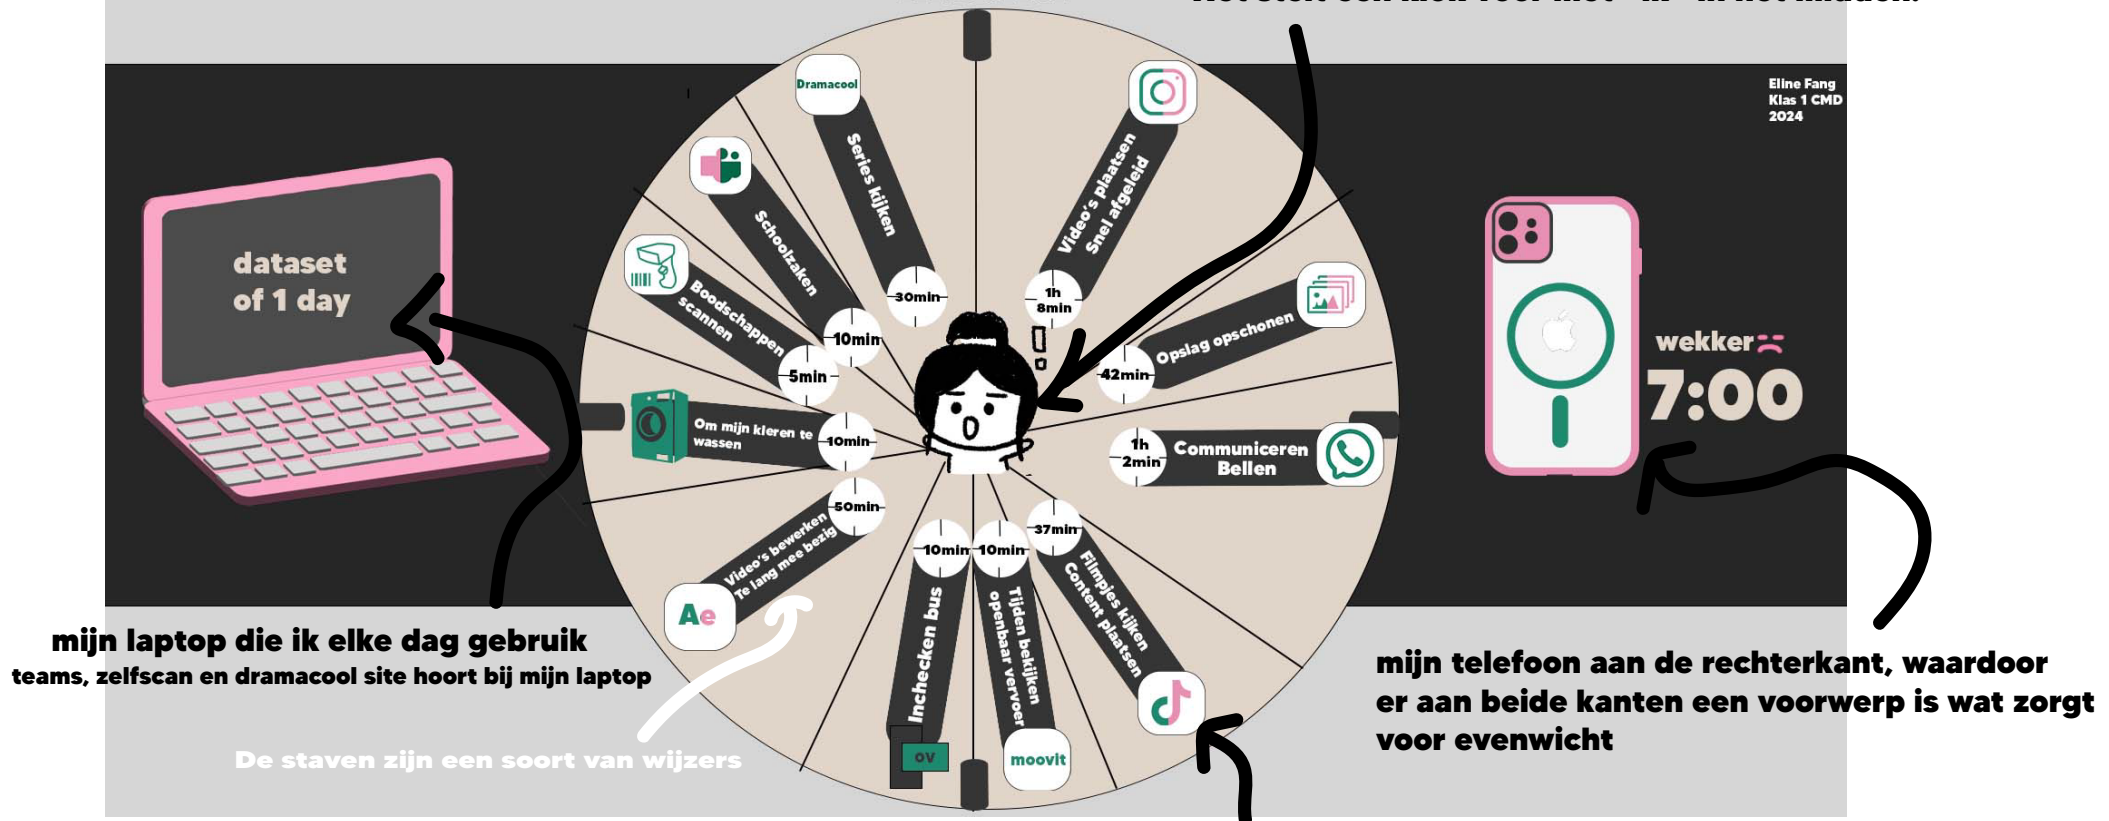 Eline Fang
Klas 1 CMD
2024
Dramacool
Series kijken
30min
Video's plaatsen
Snel afgeleid
1h
8min
Schoolzaken
10min
Opslag opschonen
42min
Boodschappen
scannen
5min
dataset
of 1 day
wekker
7:00
Om mijn kleren te
wassen
10min
1h
2min
Communiceren
Bellen
Video's bewerken
Te lang mee bezig
50min
Ae
10min
Inchecken bus
OV
10min
Tijden bekijken
openbaar vervoer
moovit
37min
Filmpjes kijken
Content plaatsen
mijn laptop die ik elke dag gebruik
teams, zelfscan en dramacool site hoort bij mijn laptop
De staven zijn een soort van wijzers
mijn telefoon aan de rechterkant, waardoor
er aan beide kanten een voorwerp is wat zorgt
voor evenwicht